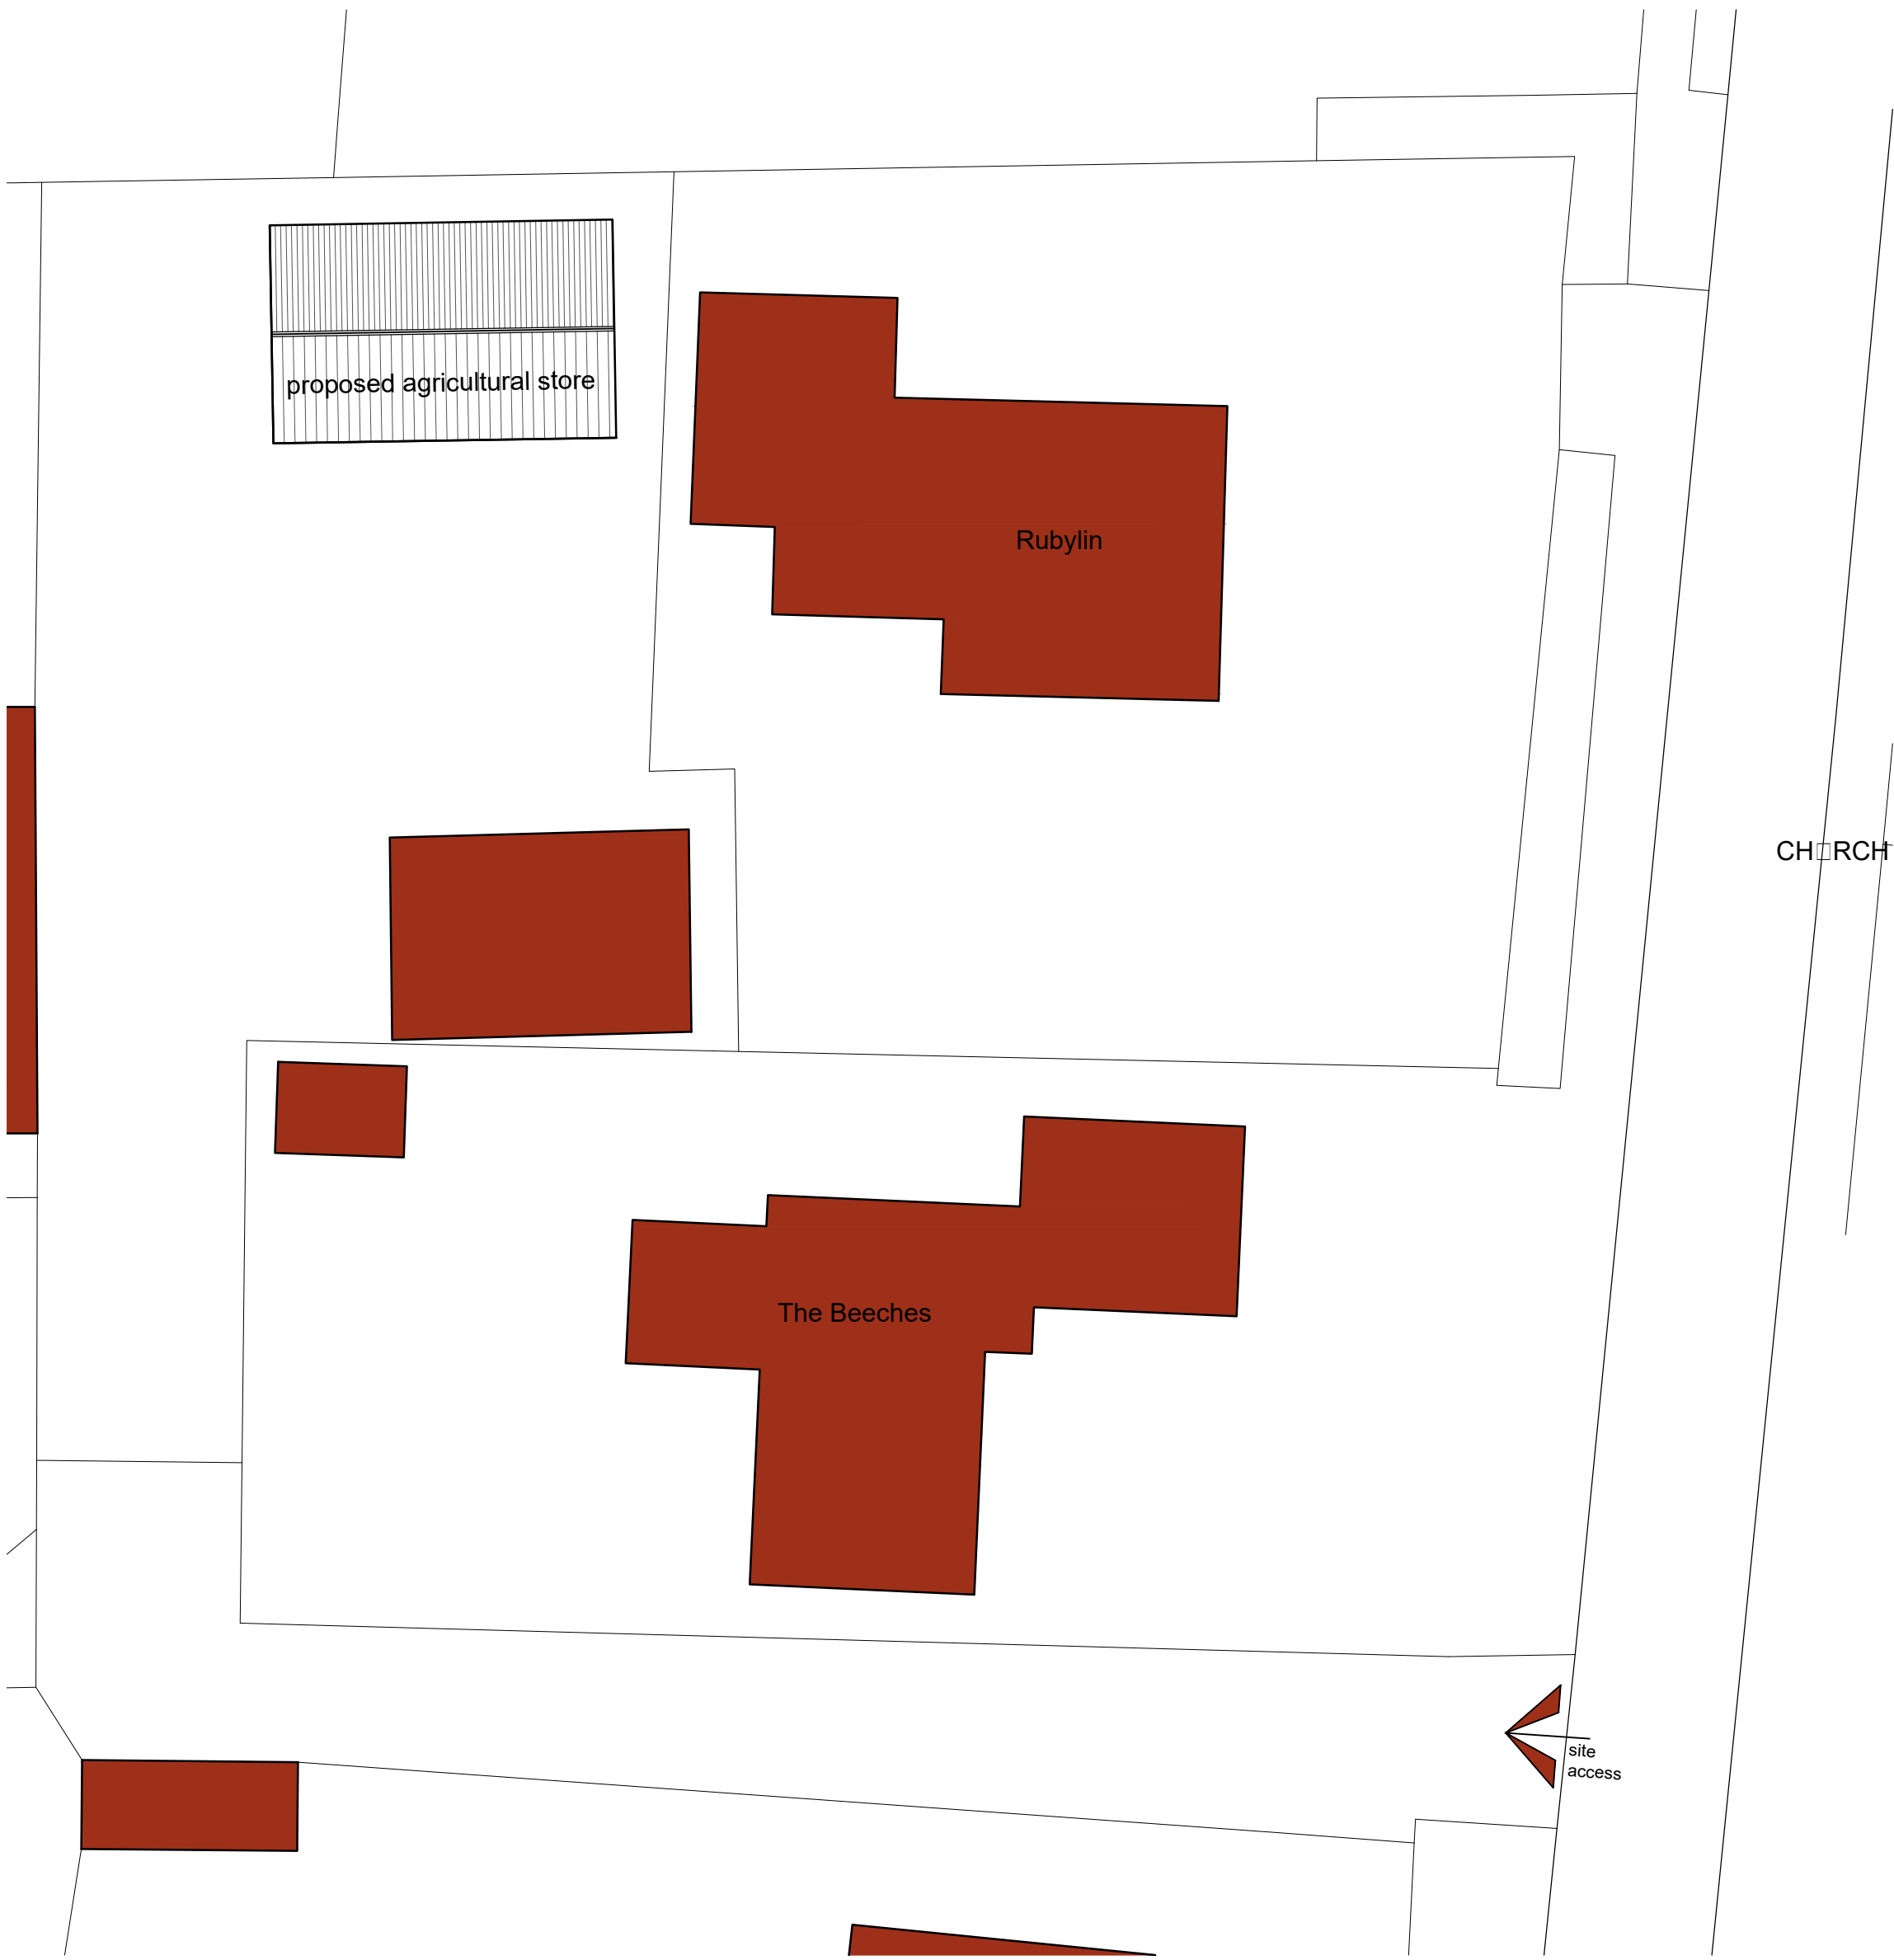 proposed agricultural store
Rubylin
CH□RCH
The Beeches
site
access